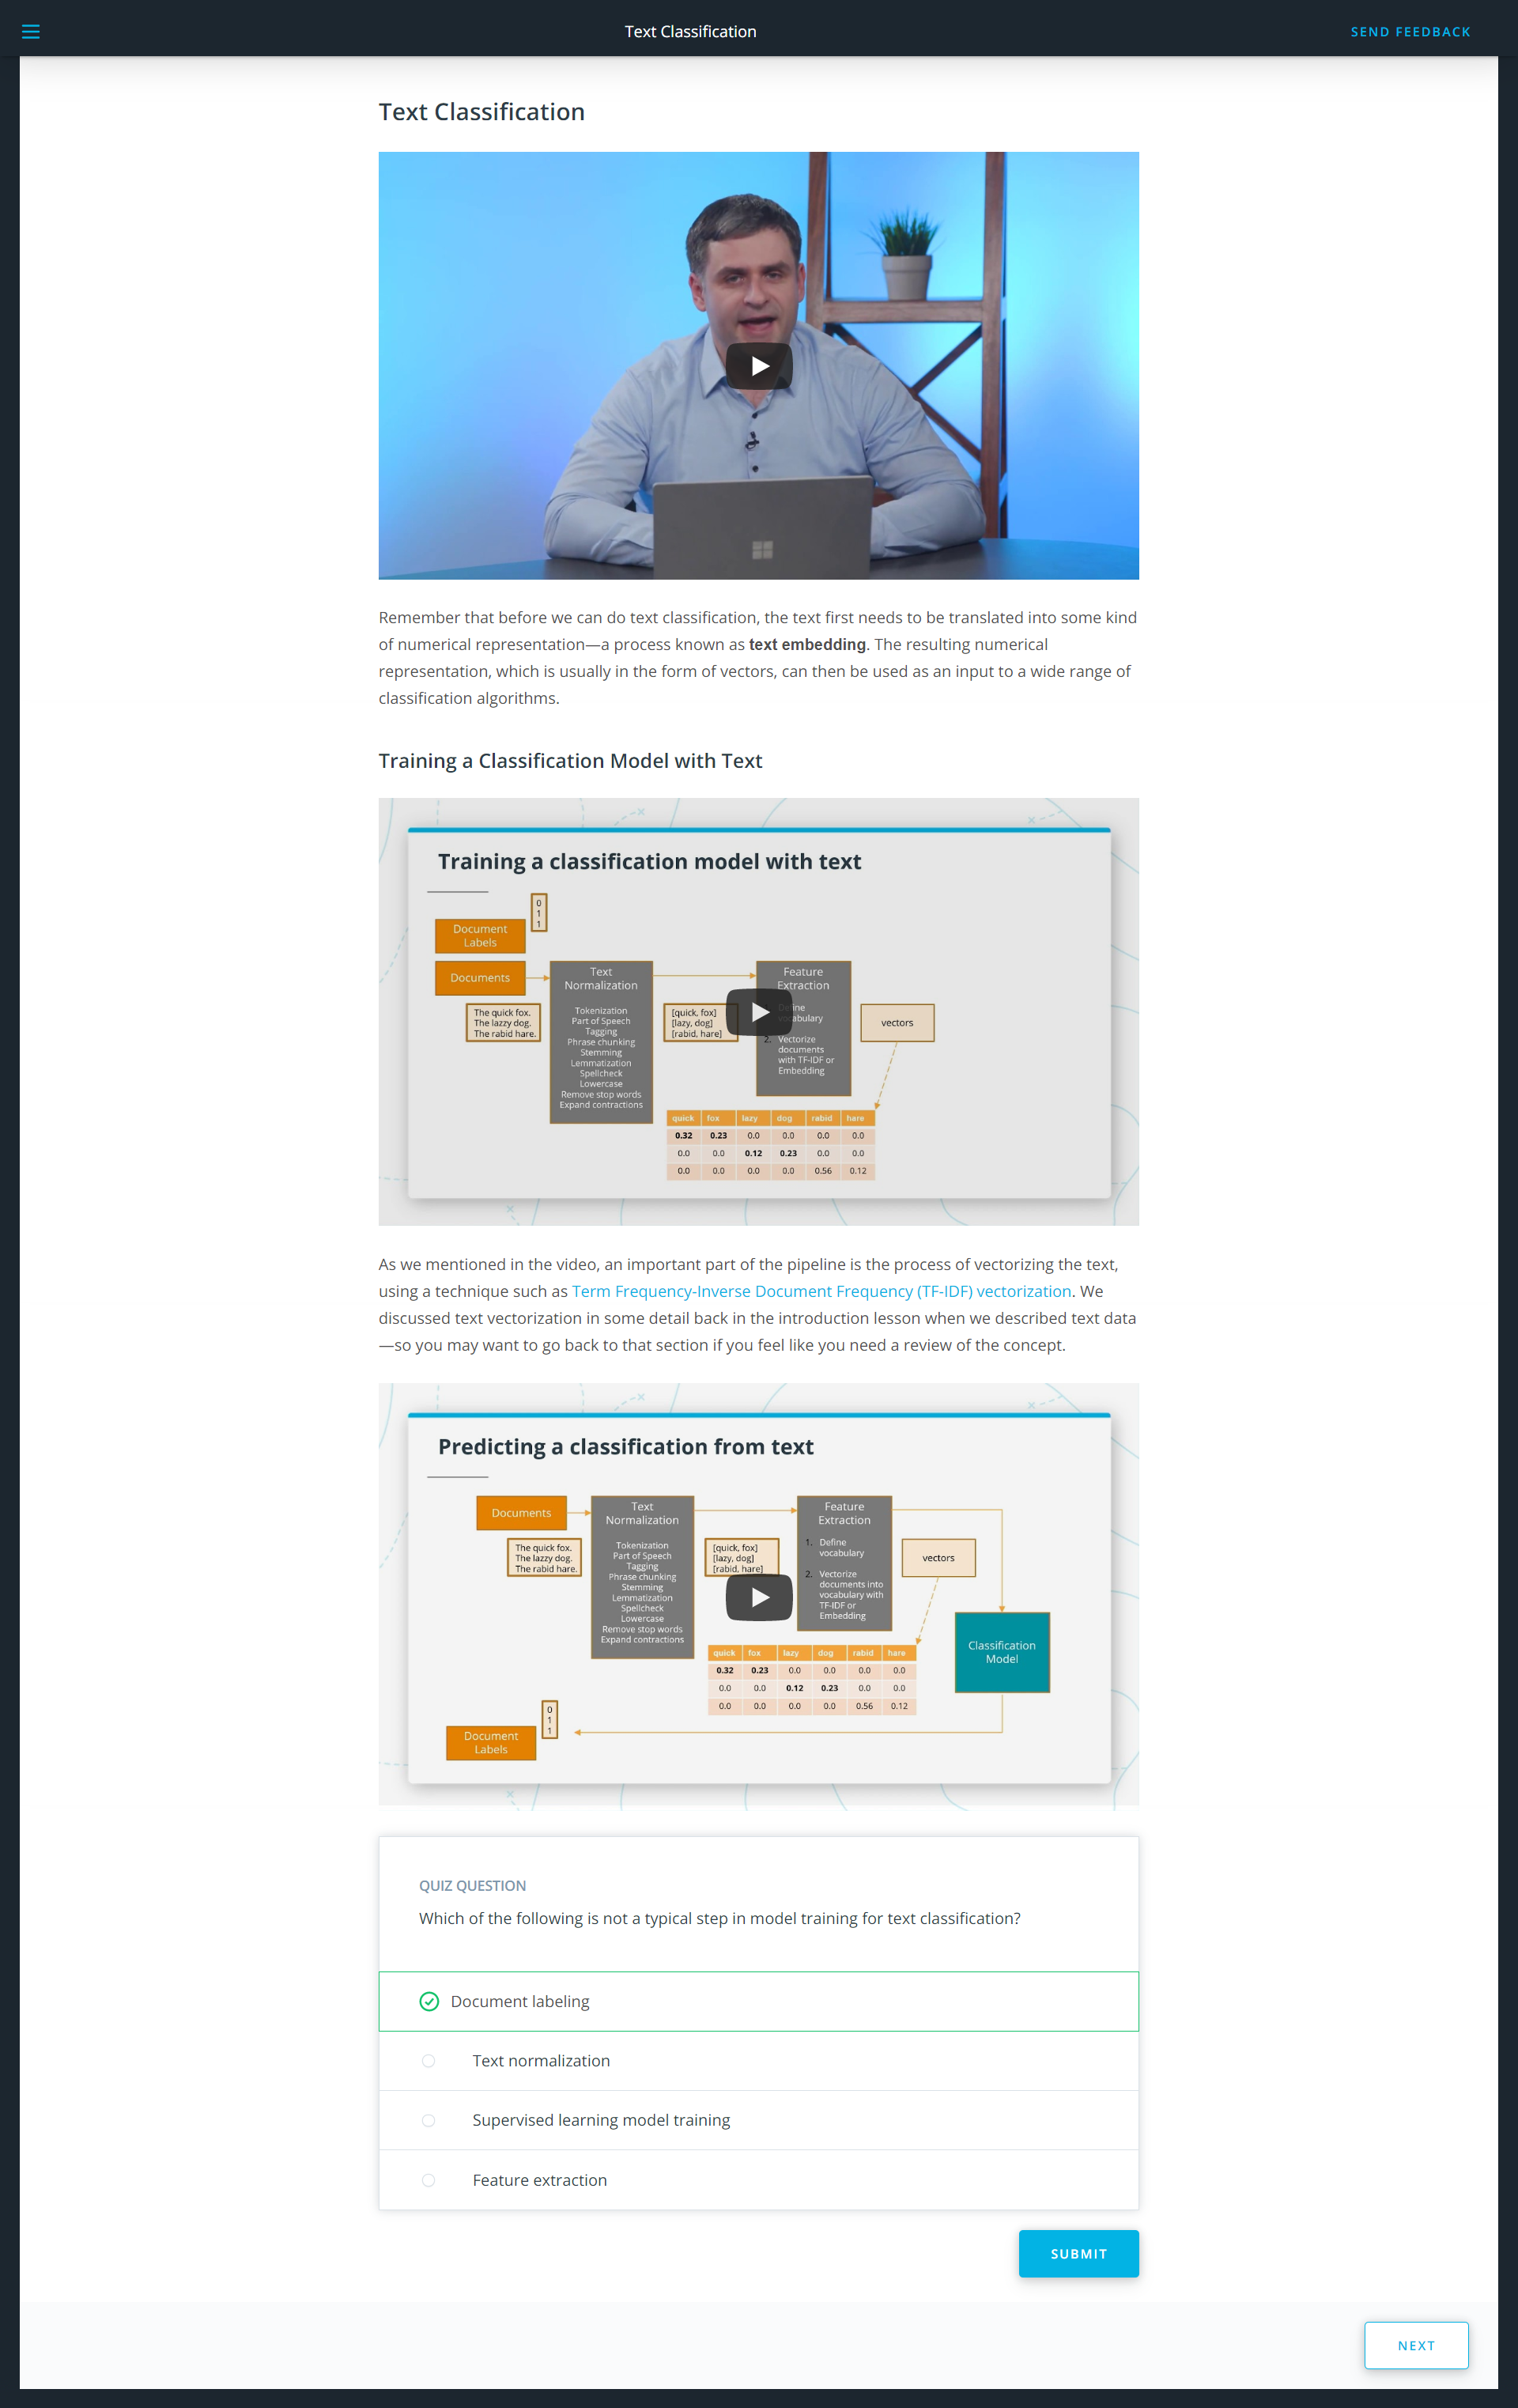 Text Classification
SEND FEEDBACK
Text Classification
Remember that before we can do text classification, the text first needs to be translated into some kind
of numerical representation—a process known as text embedding. The resulting numerical
representation, which is usually in the form of vectors, can then be used as an input to a wide range of
classification algorithms.
Training a Classification Model with Text
Training a classification model with text
0
1
1
Document
Labels
Documents
The quick fox.
The lazzy dog.
The rabid hare.
Text
Normalization
Tokenization
Part of Speech
Tagging
Phrase chunking
Stemming
Lemmatization
Spellcheck
Lowercase
Remove stop words
Expand contractions
[quick, fox]
[lazy, dog]
[rabid, hare]
Feature
Extraction
2. Vectorize
documents
with TF-IDF or
Embedding
vectors
quick fox lazy dog rabid hare
0.32 0.23 0.0 0.0 0.0 0.0
0.0 0.0 0.12 0.23 0.0 0.0
0.0 0.0 0.0 0.0 0.56 0.12
As we mentioned in the video, an important part of the pipeline is the process of vectorizing the text,
using a technique such as Term Frequency-Inverse Document Frequency (TF-IDF) vectorization. We
discussed text vectorization in some detail back in the introduction lesson when we described text data
—so you may want to go back to that section if you feel like you need a review of the concept.
Predicting a classification from text
Documents
The quick fox.
The lazzy dog.
The rabid hare.
Text
Normalization
Tokenization
Part of Speech
Tagging
Phrase chunking
Stemming
Lemmatization
Spellcheck
Lowercase
Remove stop words
Expand contractions
[quick, fox]
[lazy, dog]
[rabid, hare]
Feature
Extraction
1. Define
vocabulary
2. Vectorize
documents into
vocabulary with
TF-IDF or
Embedding
vectors
Classification
Model
quick fox lazy dog rabid hare
0.32 0.23 0.0 0.0 0.0 0.0
0.0 0.0 0.12 0.23 0.0 0.0
0.0 0.0 0.0 0.0 0.56 0.12
0
1
1
Document
Labels
QUIZ QUESTION
Which of the following is not a typical step in model training for text classification?
Document labeling
Text normalization
Supervised learning model training
Feature extraction
SUBMIT
NEXT